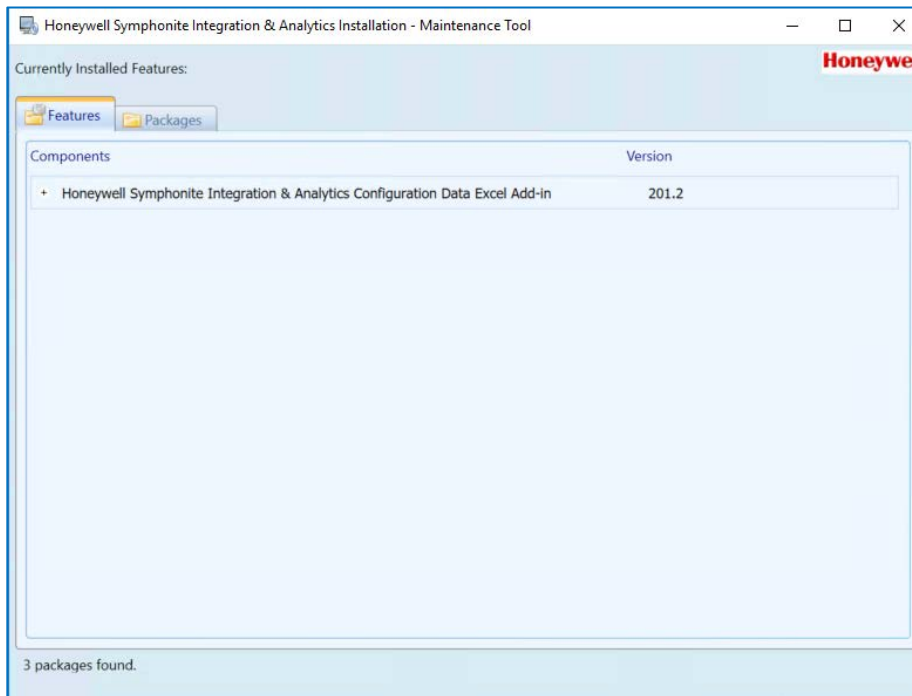 Honeywell Symphonite Integration & Analytics Installation - Maintenance Tool
Currently Installed Features:
Honeywe
Features
Packages
Components Version
+ Honeywell Symphonite Integration & Analytics Configuration Data Excel Add-in 201.2
3 packages found.